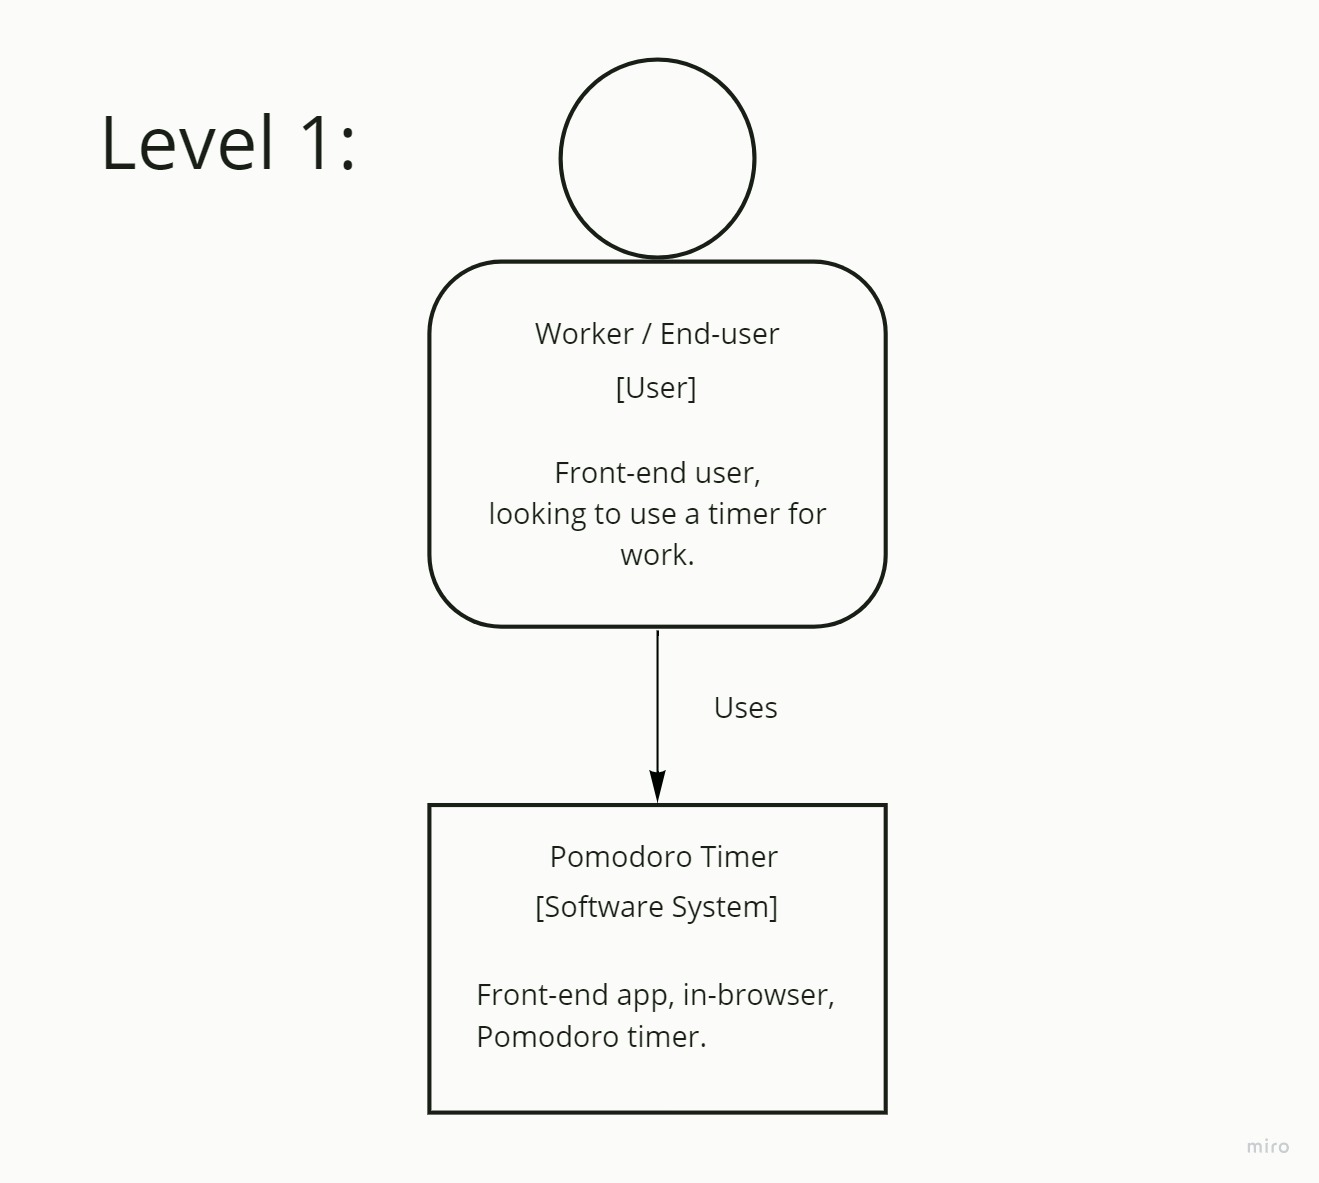 Level 1:
Worker / End-user
[User]
Front-end user,
looking to use a timer for
work.
Uses
Pomodoro Timer
[Software System]
Front-end app, in-browser,
Pomodoro timer.
miro